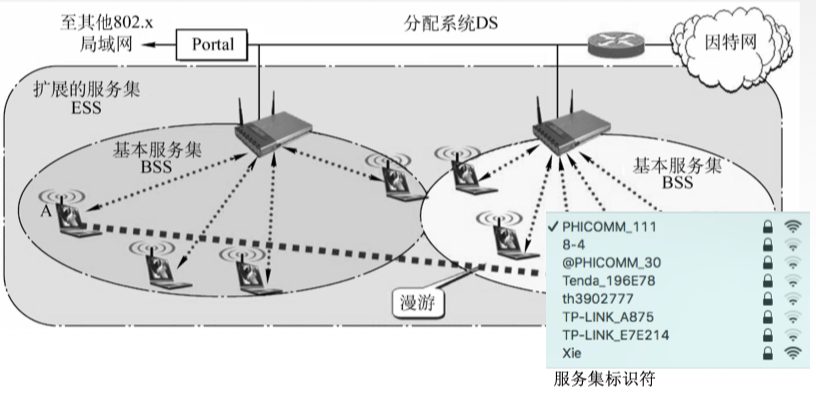 至其他802.x
局域网
Portal
分配系统DS
因特网
扩展的服务集
ESS
基本服务集
BSS
基本服务集
BSS
A
漫游
✓ PHICOMM_111
8-4
@PHICOMM_30
Tenda_196E78
th3902777
TP-LINK_A875
TP-LINK_E7E214
Xie
服务集标识符